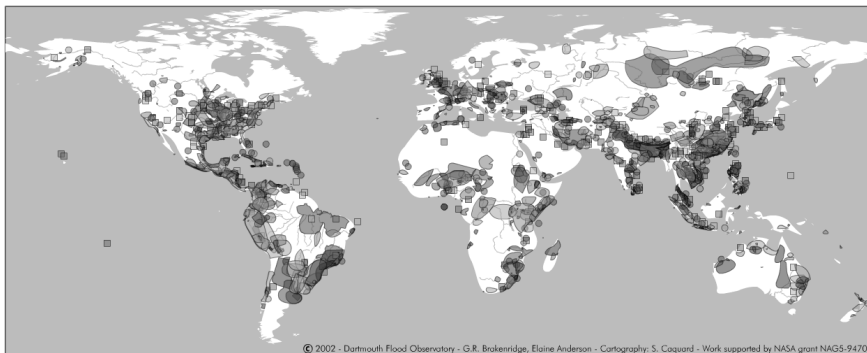 © 2002 - Dartmouth Flood Observatory - G.R. Brakenridge, Elaine Anderson - Cartography: S. Caquard - Work supported by NASA grant NAG5-9470